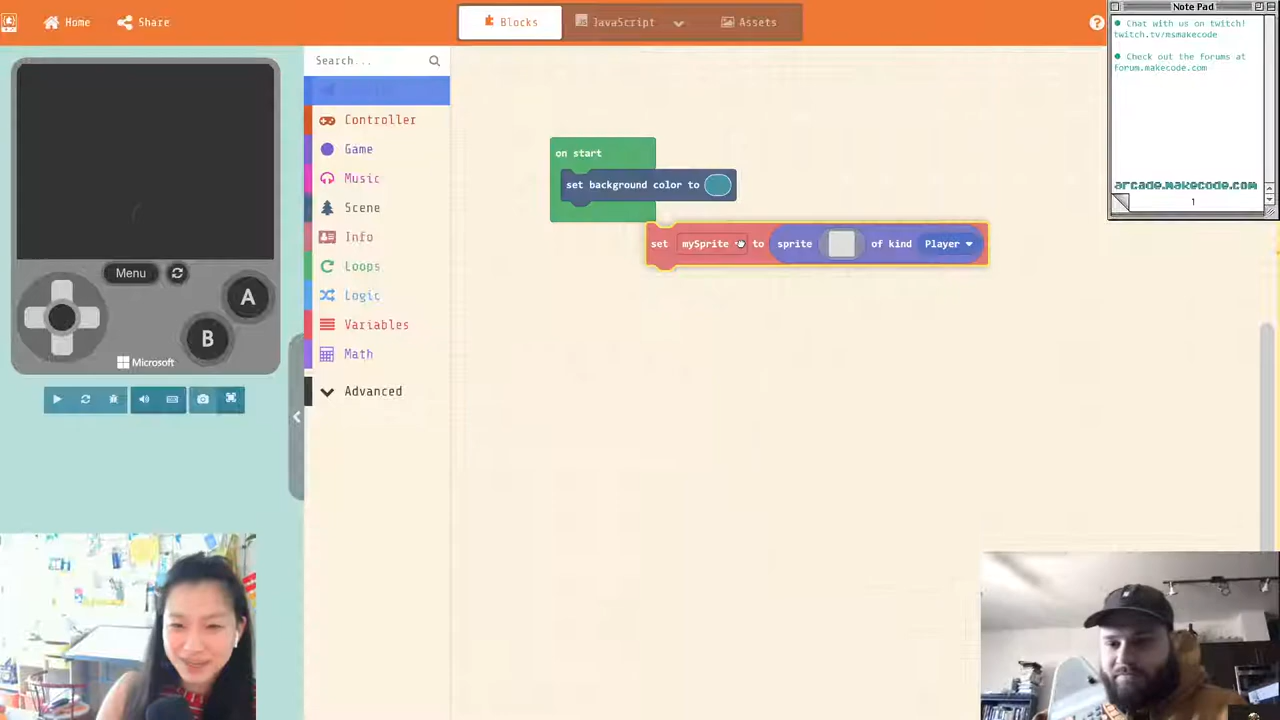 Home
Share
Blocks
JavaScript
Assets
?
Note Pad
Chat with us on twitch!
twitch.tv/msmakecode
Check out the forums at
forum.makecode.com
arcade.makecode.com
1
Search...
Controller
Game
Music
Scene
Info
Loops
Logic
Variables
Math
Advanced
on start
set background color to
set mySprite to sprite of kind Player
Menu
A
B
Microsoft